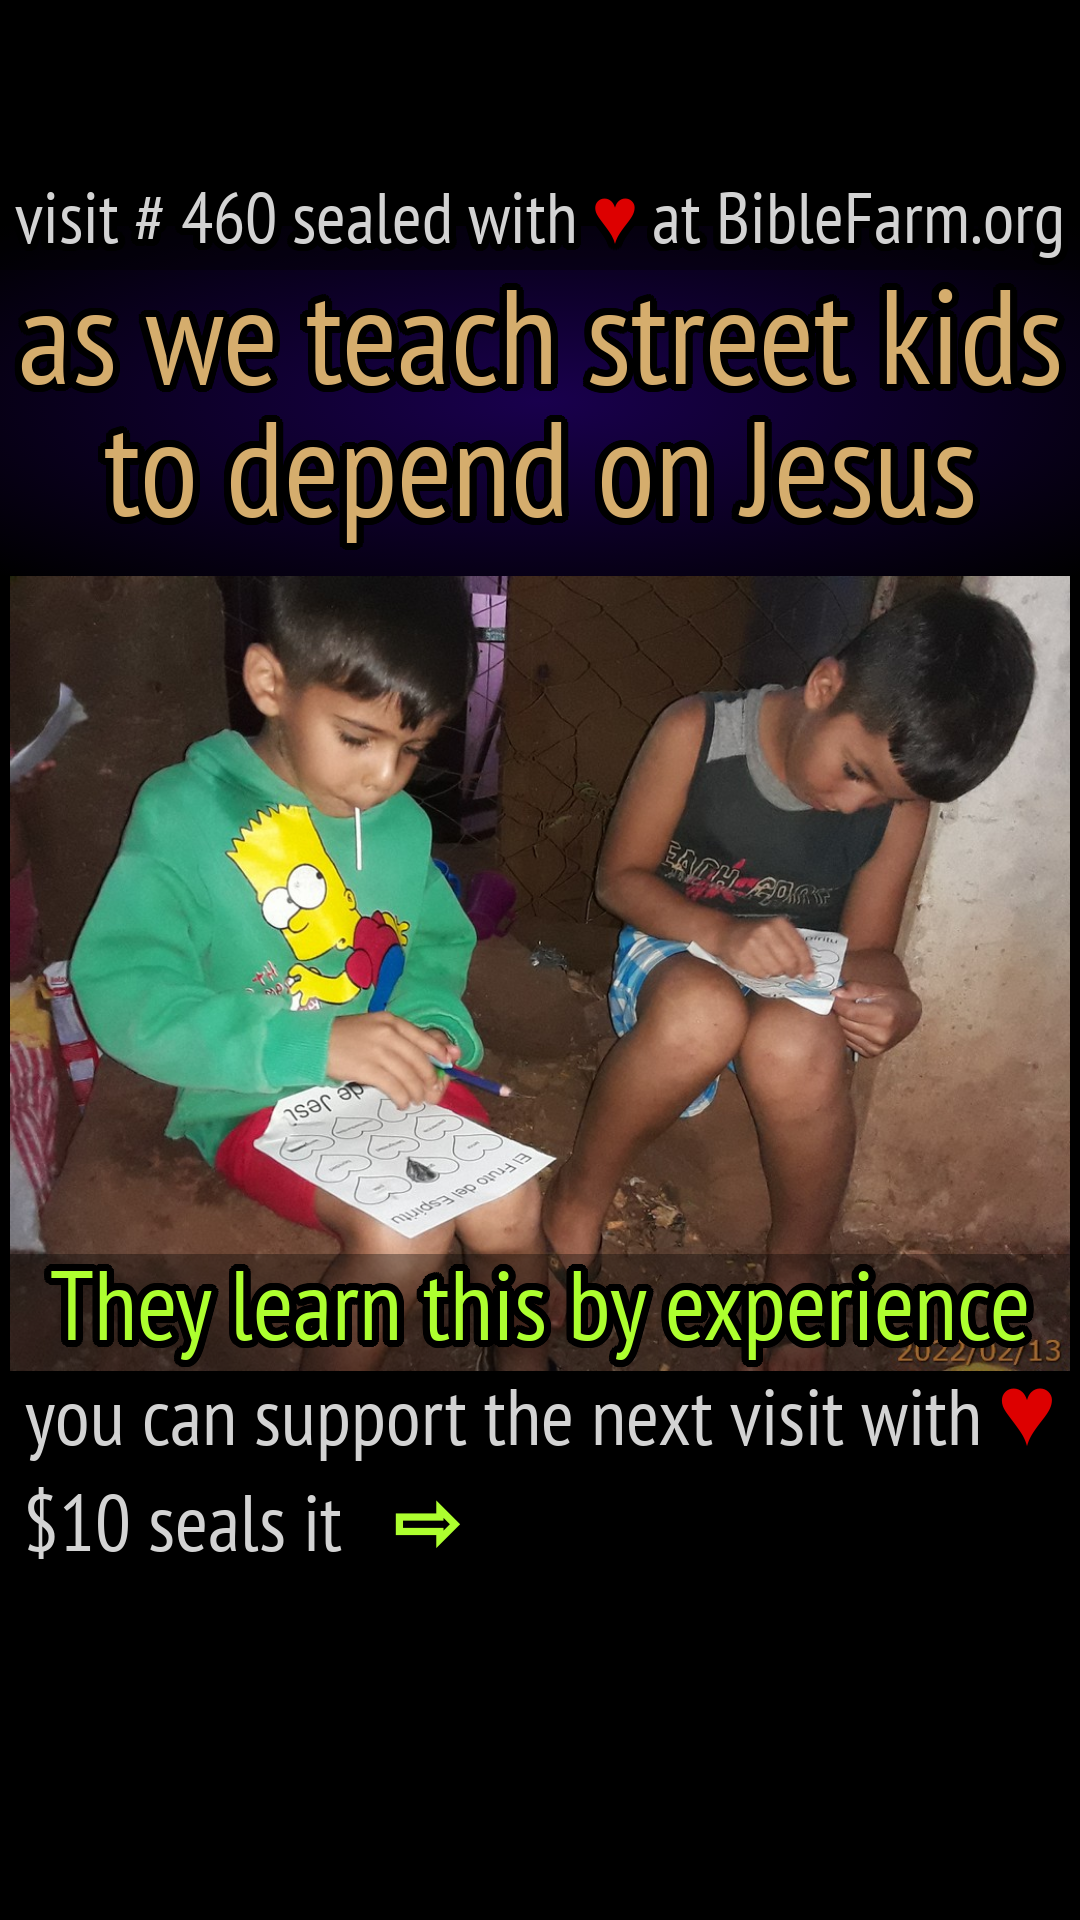 visit # 460 sealed with ♥ at BibleFarm.org
as we teach street kids
to depend on Jesus
de Jesú
El Fruto del Espiritu
They learn this by experience
2022/02/13
you can support the next visit with ♥
$10 seals it ⇨